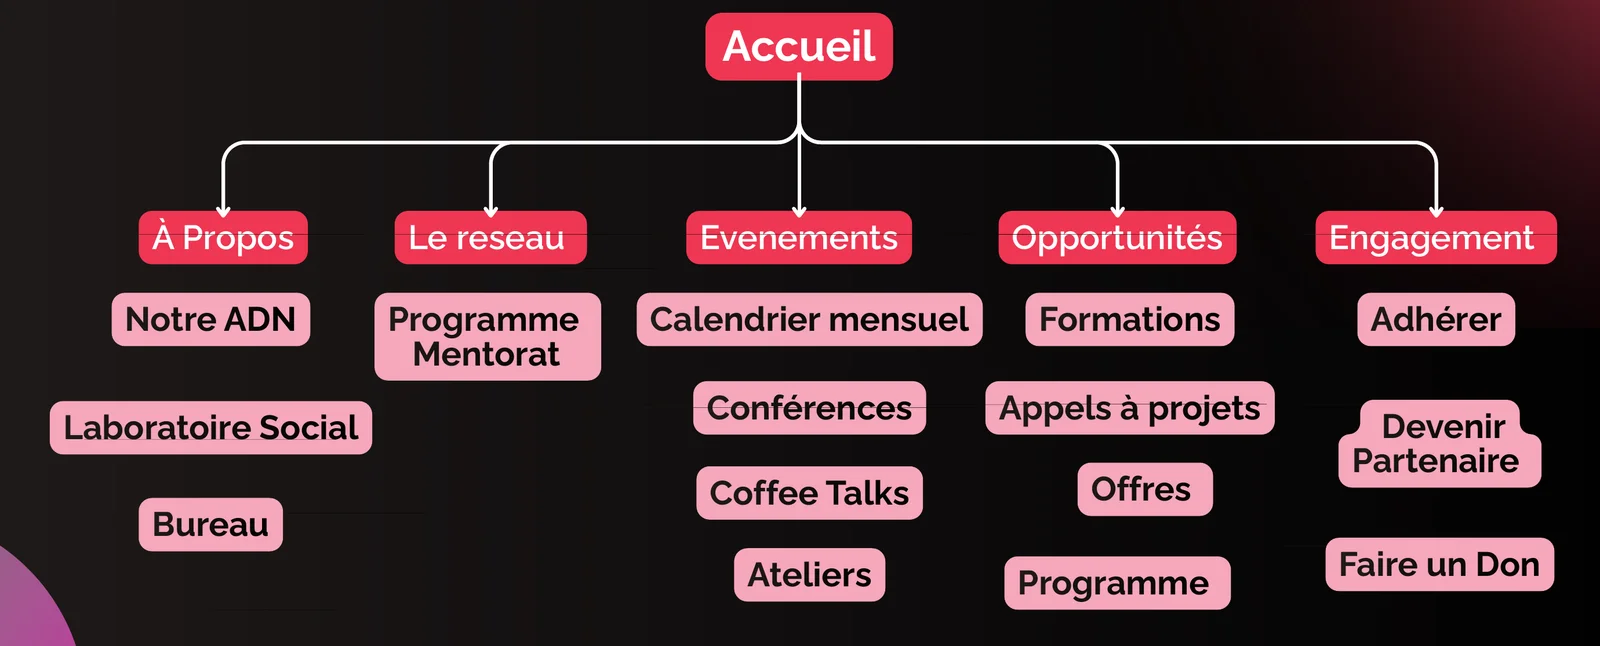 Accueil
À Propos
Le reseau
Evenements
Opportunités
Engagement
Notre ADN
Laboratoire Social
Bureau
Programme
Mentorat
Calendrier mensuel
Conférences
Coffee Talks
Ateliers
Formations
Appels à projets
Offres
Programme
Adhérer
Devenir
Partenaire
Faire un Don